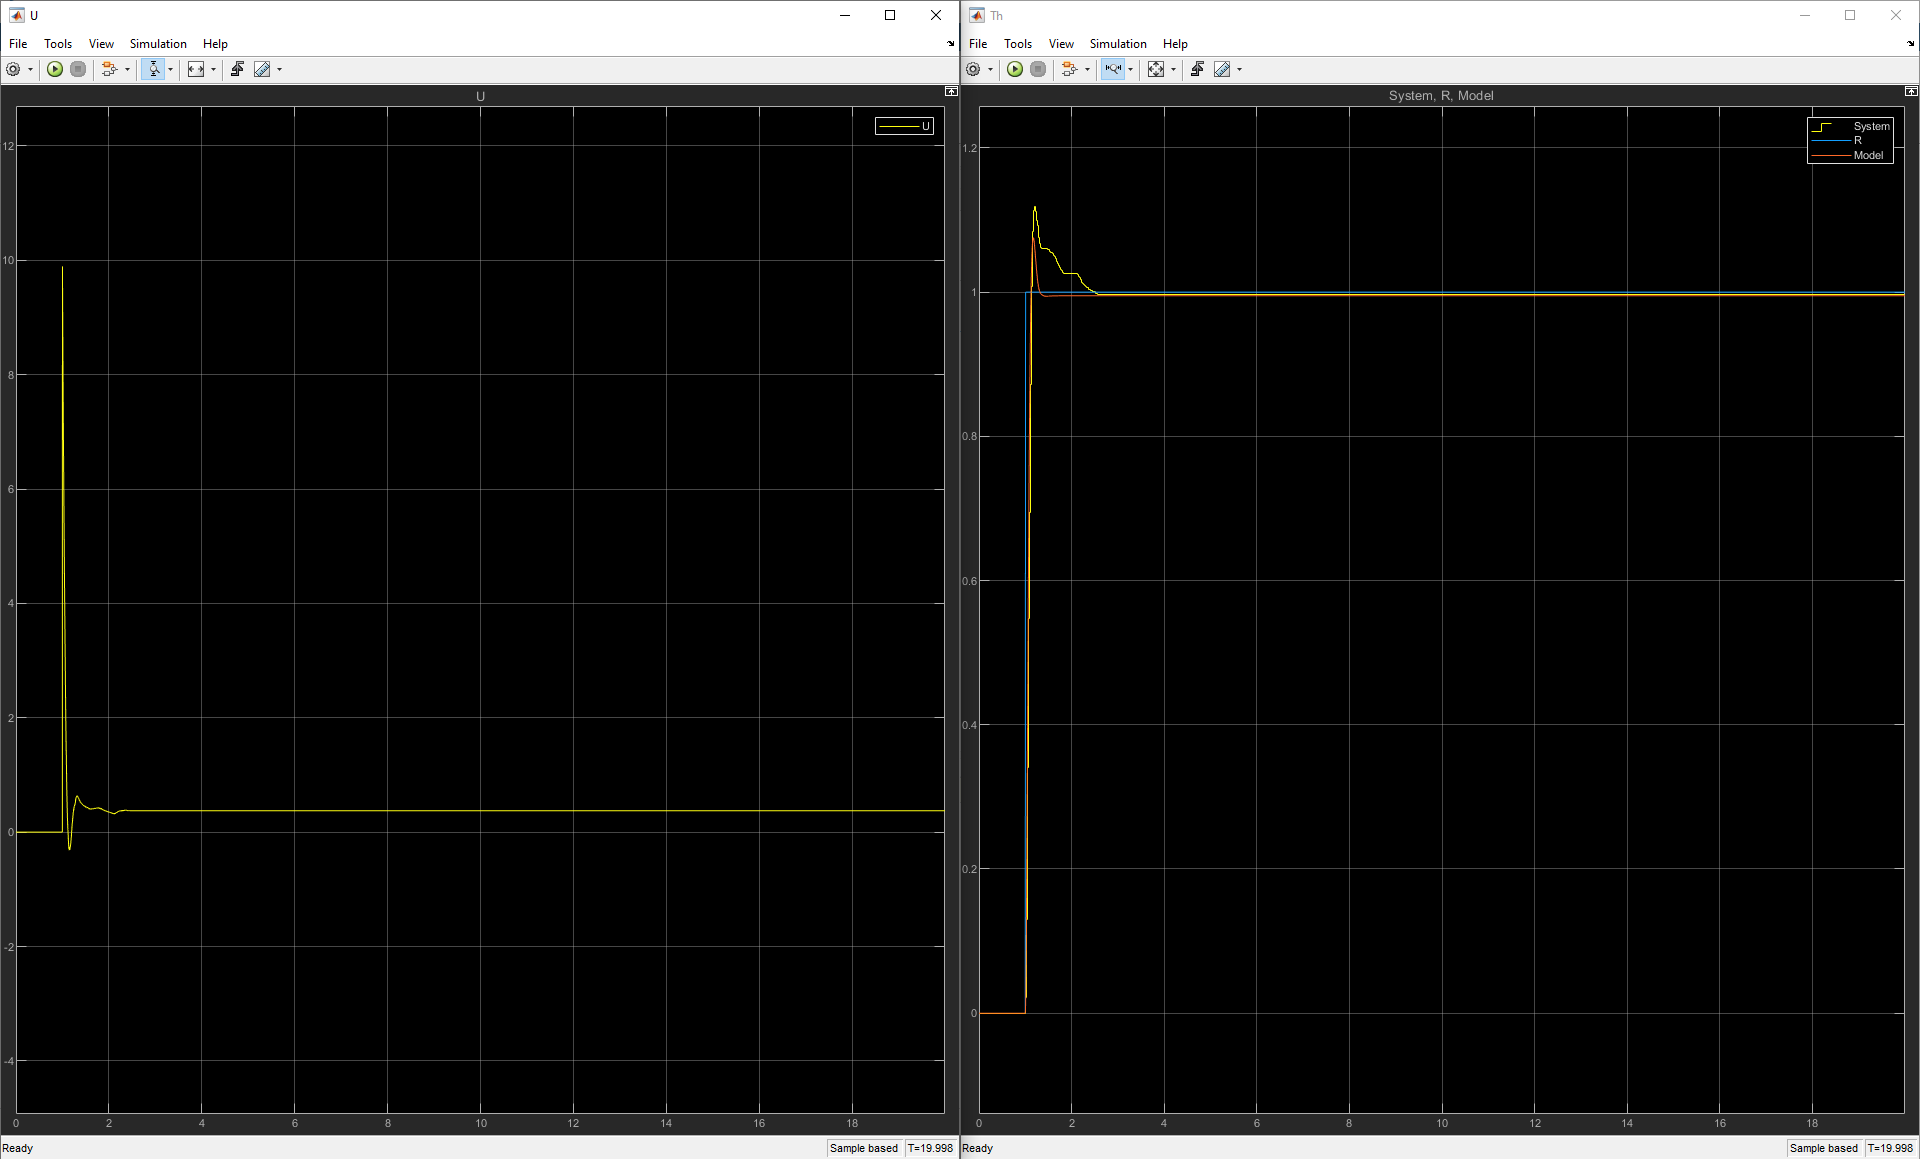 U
File Tools View Simulation Help
U
U
12
10
8
6
4
2
0
-2
-4
0 2 4 6 8 10 12 14 16 18
Ready Sample based T=19.998
Th
File Tools View Simulation Help
System, R, Model
System
R
Model
1.2
1
0.8
0.6
0.4
0.2
0
0 2 4 6 8 10 12 14 16 18
Ready Sample based T=19.998